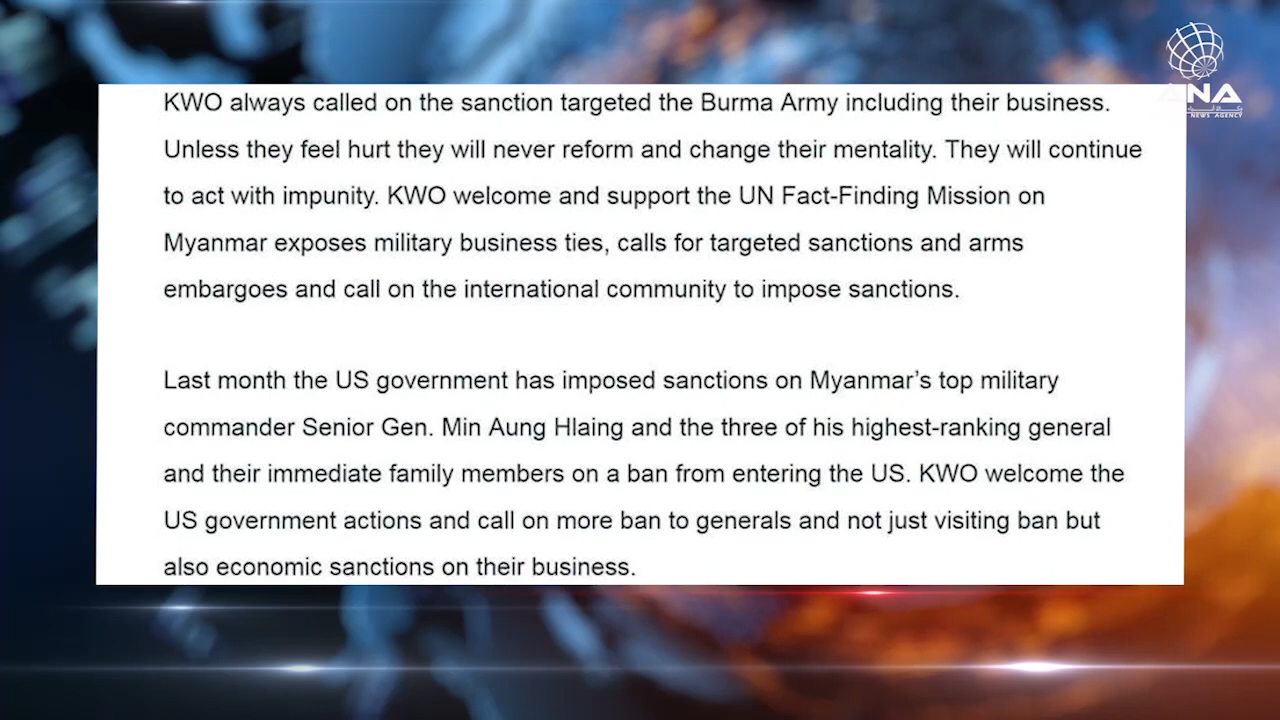 ANA
NEWS AGENCY
KWO always called on the sanction targeted the Burma Army including their business.
Unless they feel hurt they will never reform and change their mentality. They will continue
to act with impunity. KWO welcome and support the UN Fact-Finding Mission on
Myanmar exposes military business ties, calls for targeted sanctions and arms
embargoes and call on the international community to impose sanctions.
Last month the US government has imposed sanctions on Myanmar’s top military
commander Senior Gen. Min Aung Hlaing and the three of his highest-ranking general
and their immediate family members on a ban from entering the US. KWO welcome the
US government actions and call on more ban to generals and not just visiting ban but
also economic sanctions on their business.